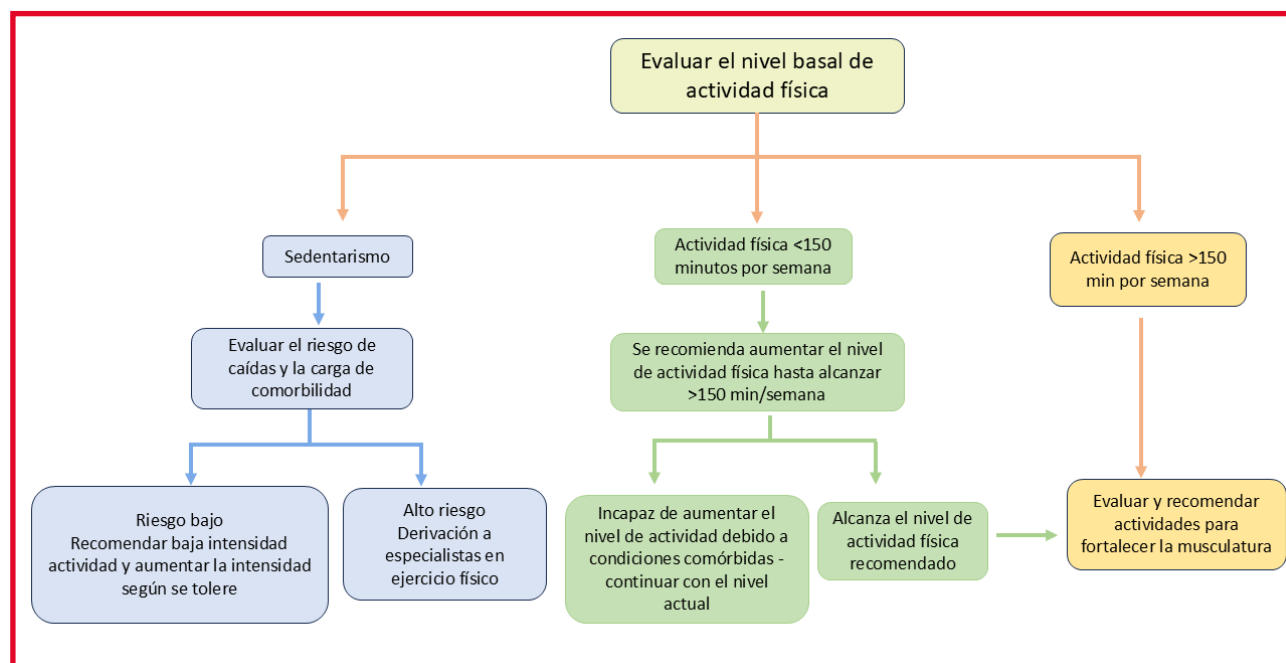 Evaluar el nivel basal de
actividad física
Sedentarismo
Actividad física <150
minutos por semana
Actividad física >150
min por semana
Evaluar el riesgo de
caídas y la carga de
comorbilidad
Se recomienda aumentar el nivel
de actividad física hasta alcanzar
>150 min/semana
Riesgo bajo
Recomendar baja intensidad
actividad y aumentar la intensidad
según se tolere
Alto riesgo
Derivación a
especialistas en
ejercicio físico
Incapaz de aumentar el
nivel de actividad debido a
condiciones comórbidas -
continuar con el nivel
actual
Alcanza el nivel de
actividad física
recomendado
Evaluar y recomendar
actividades para
fortalecer la musculatura